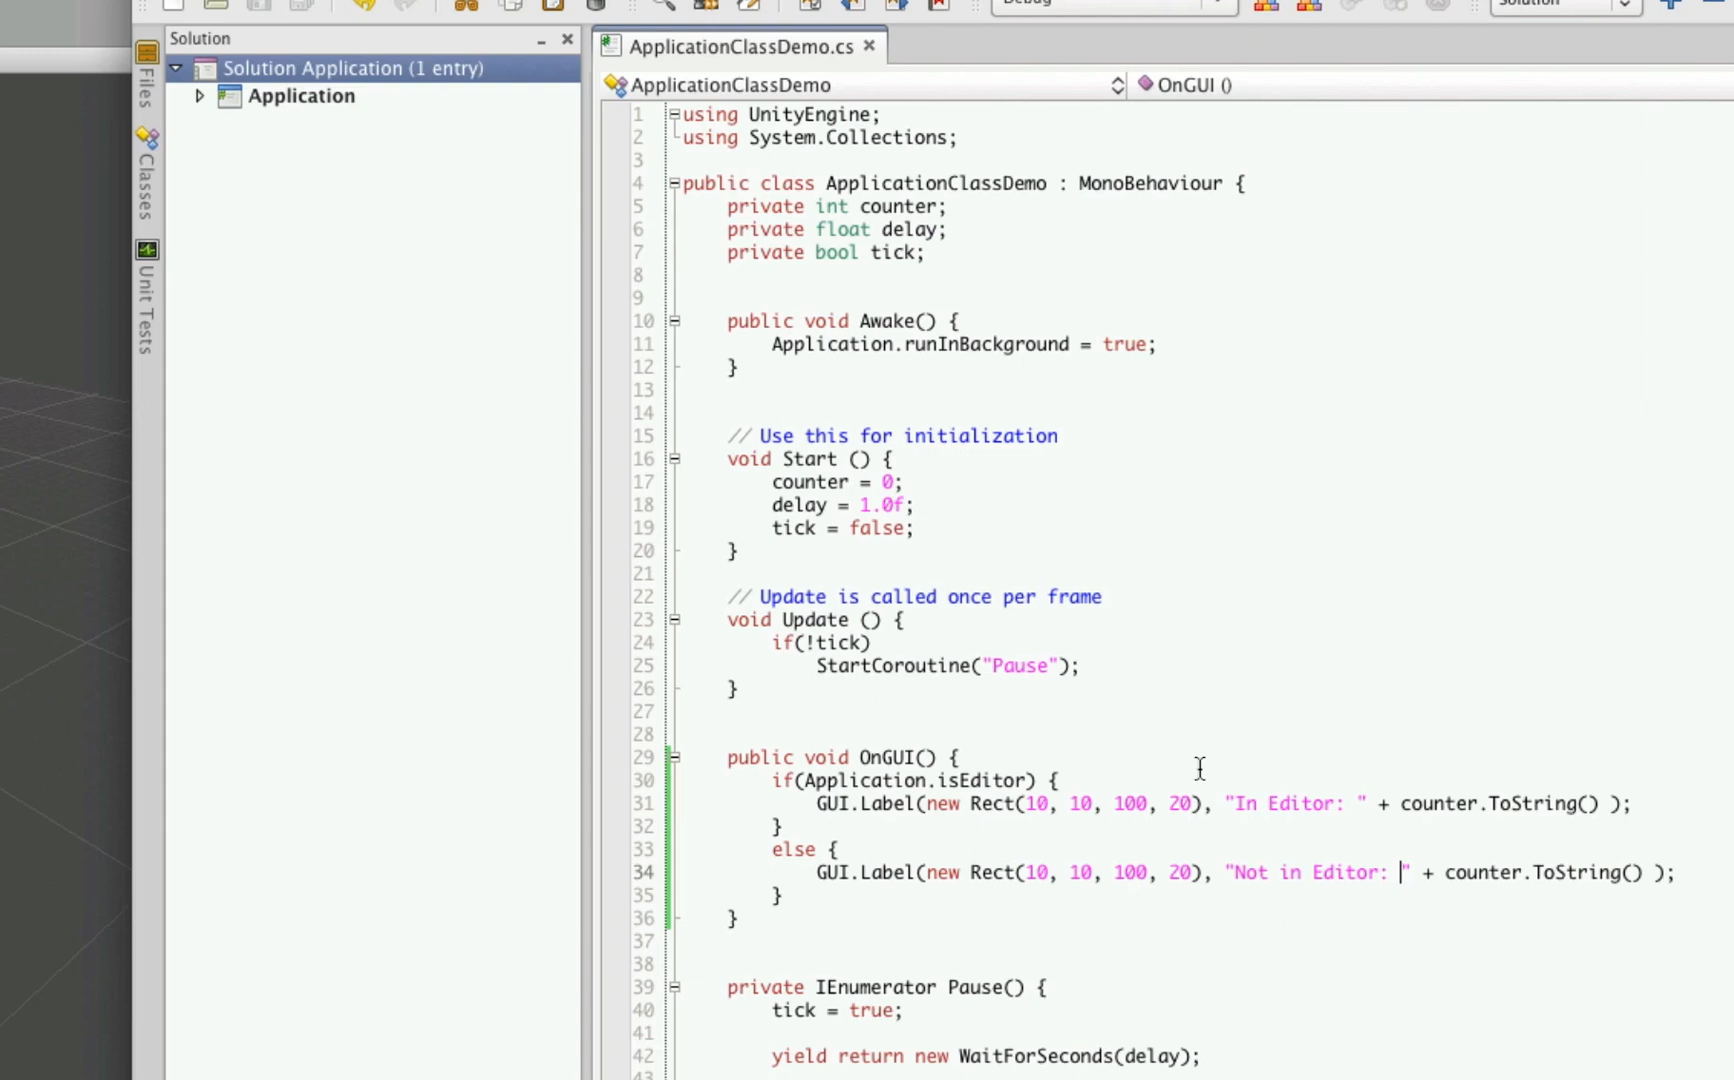 Debug
Solution
Solution
ApplicationClassDemo.cs
Files
Classes
Unit Tests
Solution Application (1 entry)
Application
ApplicationClassDemo
OnGUI ()
1 using UnityEngine;
2 using System.Collections;
3
4 public class ApplicationClassDemo : MonoBehaviour {
5 private int counter;
6 private float delay;
7 private bool tick;
8
9
10 public void Awake() {
11 Application.runInBackground = true;
12 }
13
14
15 // Use this for initialization
16 void Start () {
17 counter = 0;
18 delay = 1.0f;
19 tick = false;
20 }
21
22 // Update is called once per frame
23 void Update () {
24 if(!tick)
25 StartCoroutine("Pause");
26 }
27
28
29 public void OnGUI() {
30 if(Application.isEditor) {
31 GUI.Label(new Rect(10, 10, 100, 20), "In Editor: " + counter.ToString() );
32 }
33 else {
34 GUI.Label(new Rect(10, 10, 100, 20), "Not in Editor: " + counter.ToString() );
35 }
36 }
37
38
39 private IEnumerator Pause() {
40 tick = true;
41
42 yield return new WaitForSeconds(delay);
43